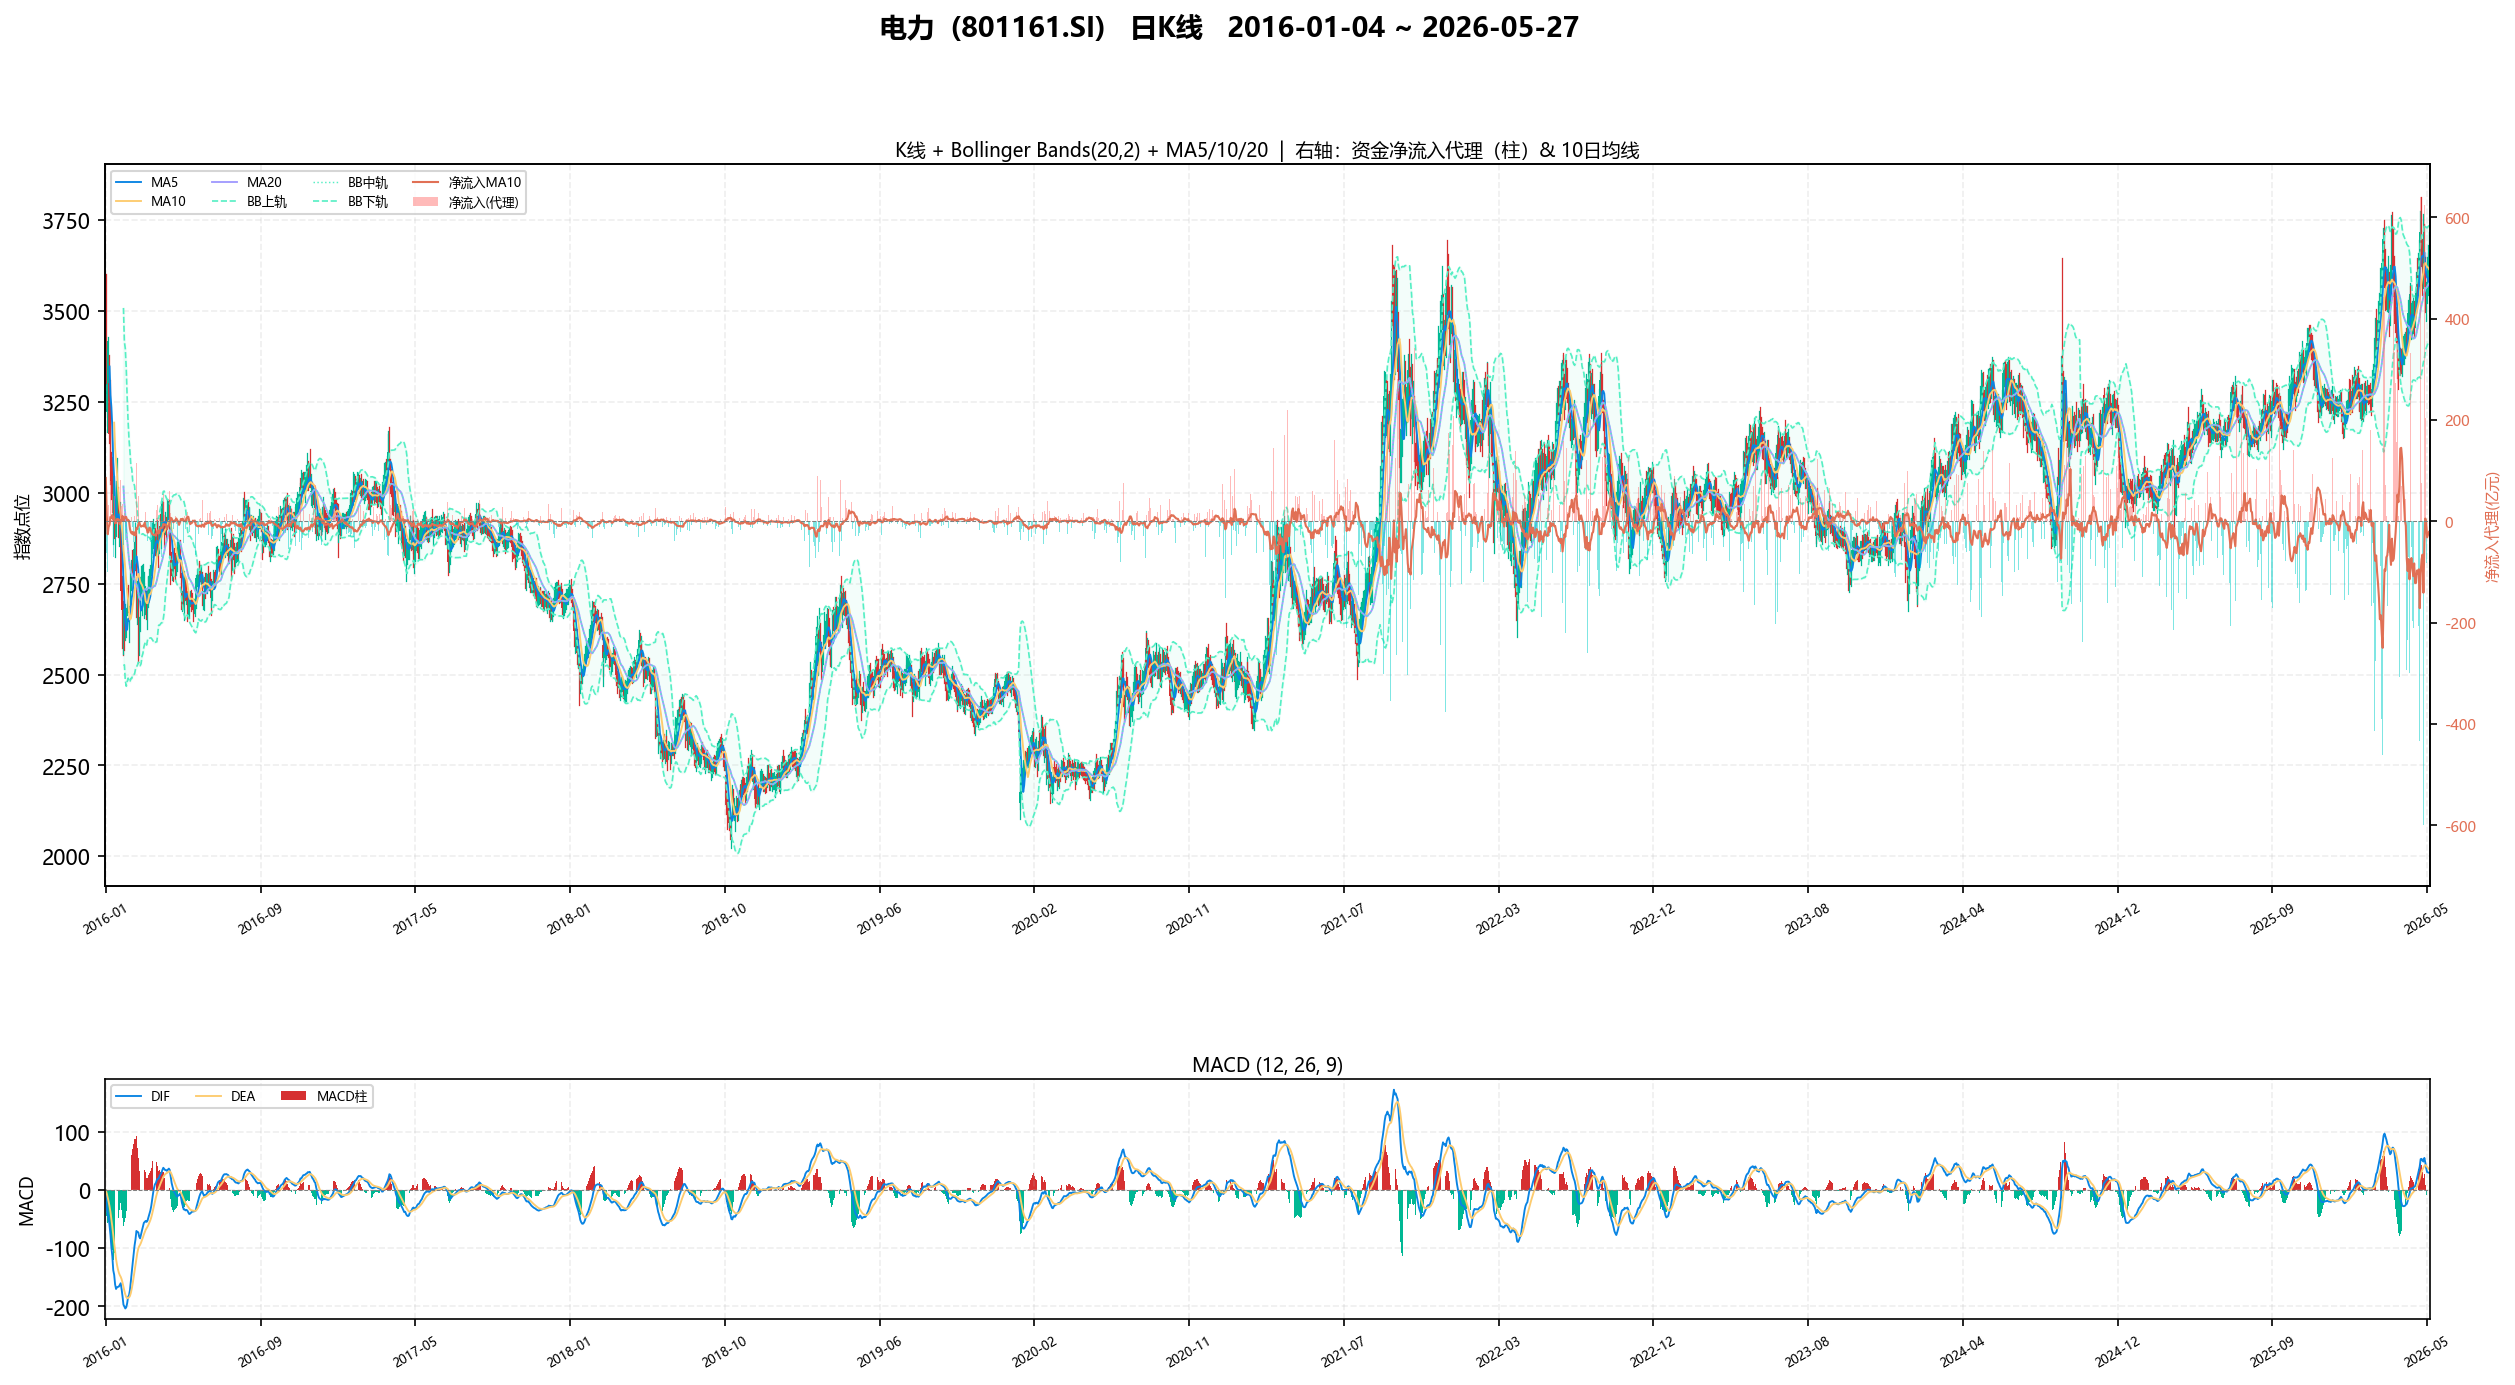 电力 (801161.SI) 日K线 2016-01-04 ~ 2026-05-27
K线 + Bollinger Bands(20,2) + MA5/10/20 | 右轴：资金净流入代理（柱）& 10日均线
MA5 MA20 BB中轨 净流入MA10
MA10 BB上轨 BB下轨 净流入(代理)
指数点位
3750
3500
3250
3000
2750
2500
2250
2000
600
400
200
0
-200
-400
-600
净流入代理(亿元)
2016-01 2016-09 2017-05 2018-01 2018-10 2019-06 2020-02 2020-11 2021-07 2022-03 2022-12 2023-08 2024-04 2024-12 2025-09 2026-05
MACD (12, 26, 9)
DIF DEA MACD柱
MACD
100
0
-100
-200
2016-01 2016-09 2017-05 2018-01 2018-10 2019-06 2020-02 2020-11 2021-07 2022-03 2022-12 2023-08 2024-04 2024-12 2025-09 2026-05